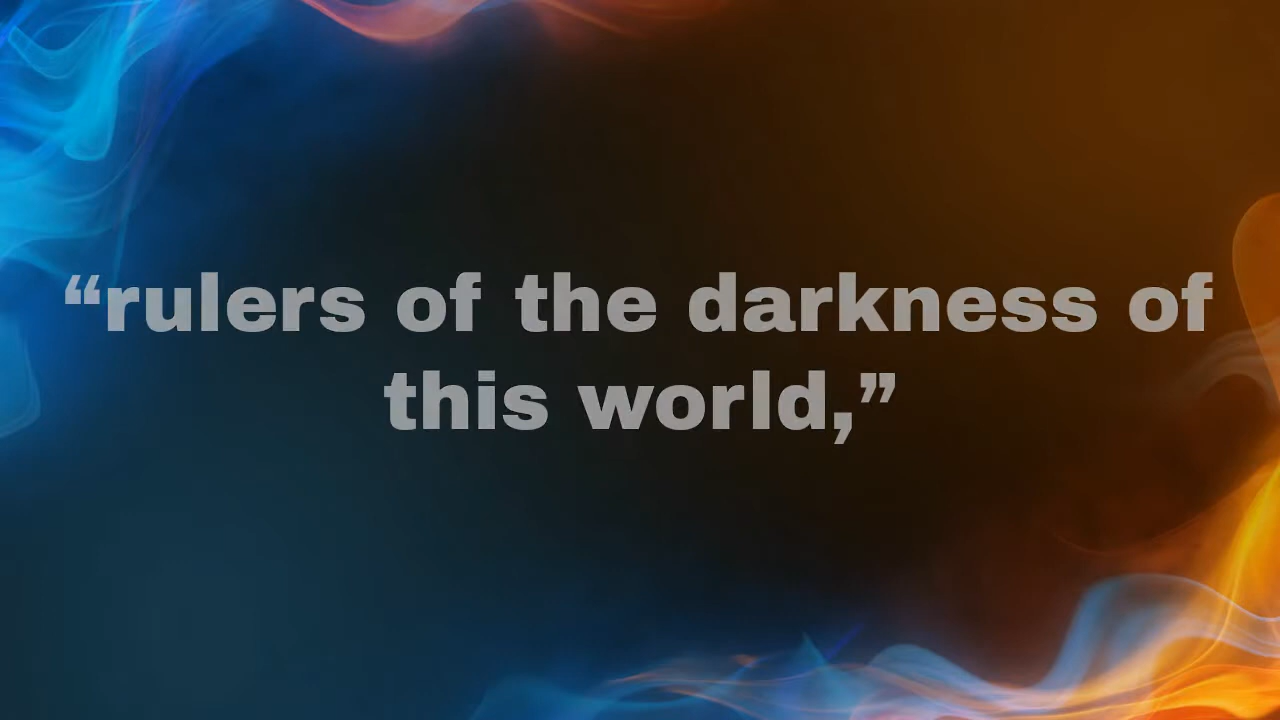 “rulers of the darkness of
this world,”